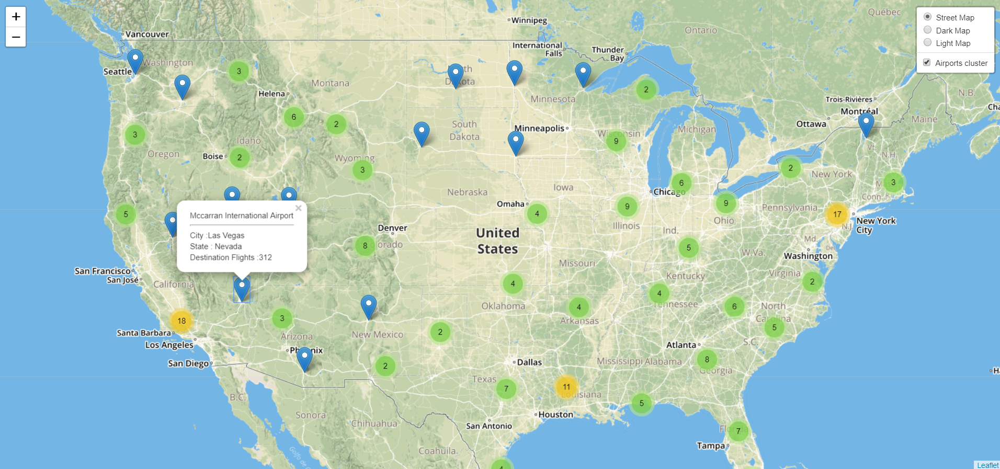 +
−
Street Map
Dark Map
Light Map
Airports cluster
Québec
Winnipeg
Ontario
Vancouver
International
Falls
Thunder
Bay
Washington
Seattle
3
Montana
Helena
Minnesota
2
Trois-Rivières
N.B.
Montréal
Maine
Ottawa
6
2
South
Dakota
Minneapolis
Wisconsin
9
Michigan
3
Idaho
Oregon
Boise
2
Wyoming
3
Vt.
N.H.
2
New York
3
Nebraska
Iowa
6
Chicago
Conn.
R.I.
Omaha
4
9
9
Ohio
Pennsylvania
17
New York
City
N.J.
5
Mccarran International Airport
×
City :Las Vegas
State : Nevada
Destination Flights :312
Denver
8
United
States
Illinois
Ind.
5
Md.
Del.
W.Va.
Washington
Missouri
San Francisco
San José
California
Kentucky
Virginia
2
4
Oklahoma
4
Arkansas
4
Tennessee
6
North
Carolina
5
18
3
Arizona
New Mexico
2
Santa Barbara
Los Angeles
Phoenix
San Diego
2
Dallas
Mississippi
Alabama
Atlanta
S.C.
8
Georgia
Texas
7
11
Louisiana
5
B.C.
Sonora
Chihuahua
Houston
San Antonio
Florida
7
Tampa
Coahuila
4
Leaflet